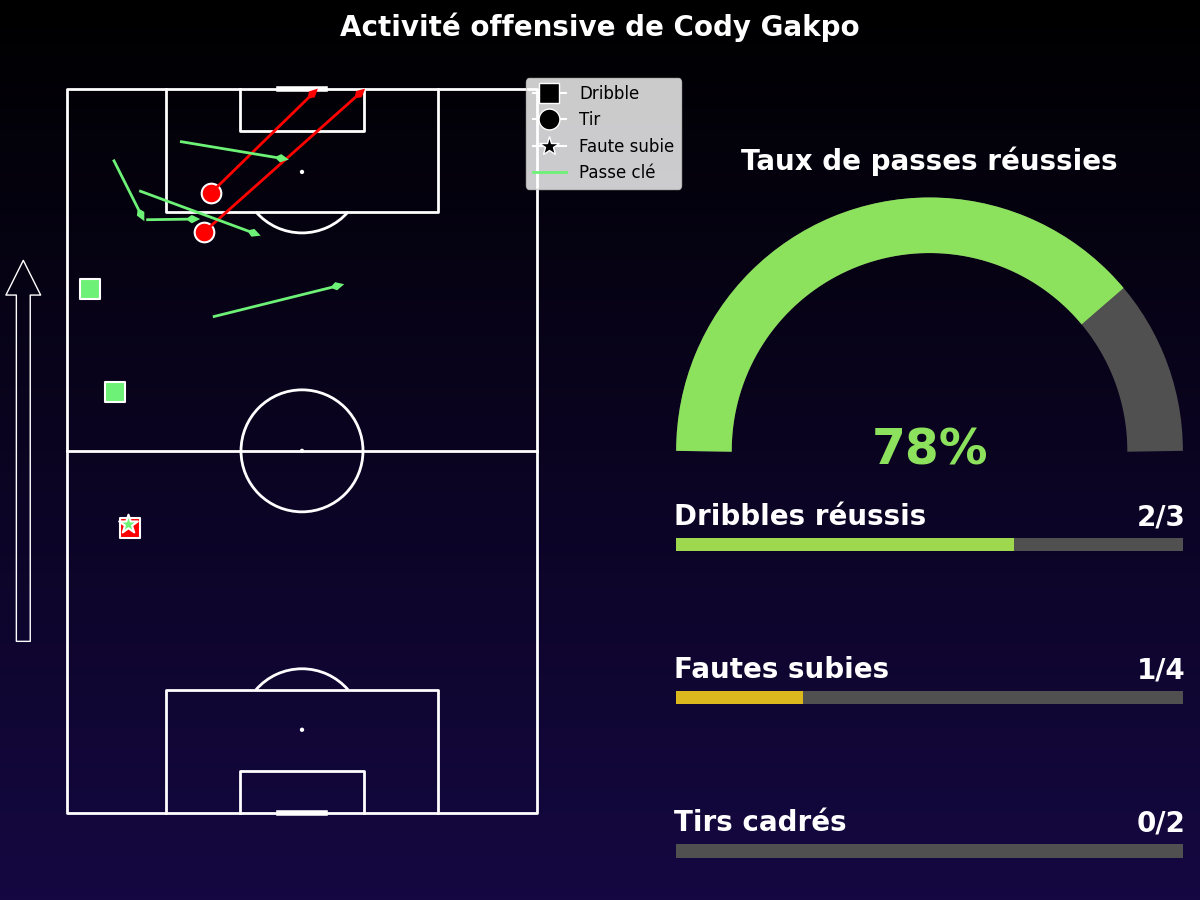 Activité offensive de Cody Gakpo
Dribble
Tir
Faute subie
Passe clé
Taux de passes réussies
78%
Dribbles réussis 2/3
Fautes subies 1/4
Tirs cadrés 0/2